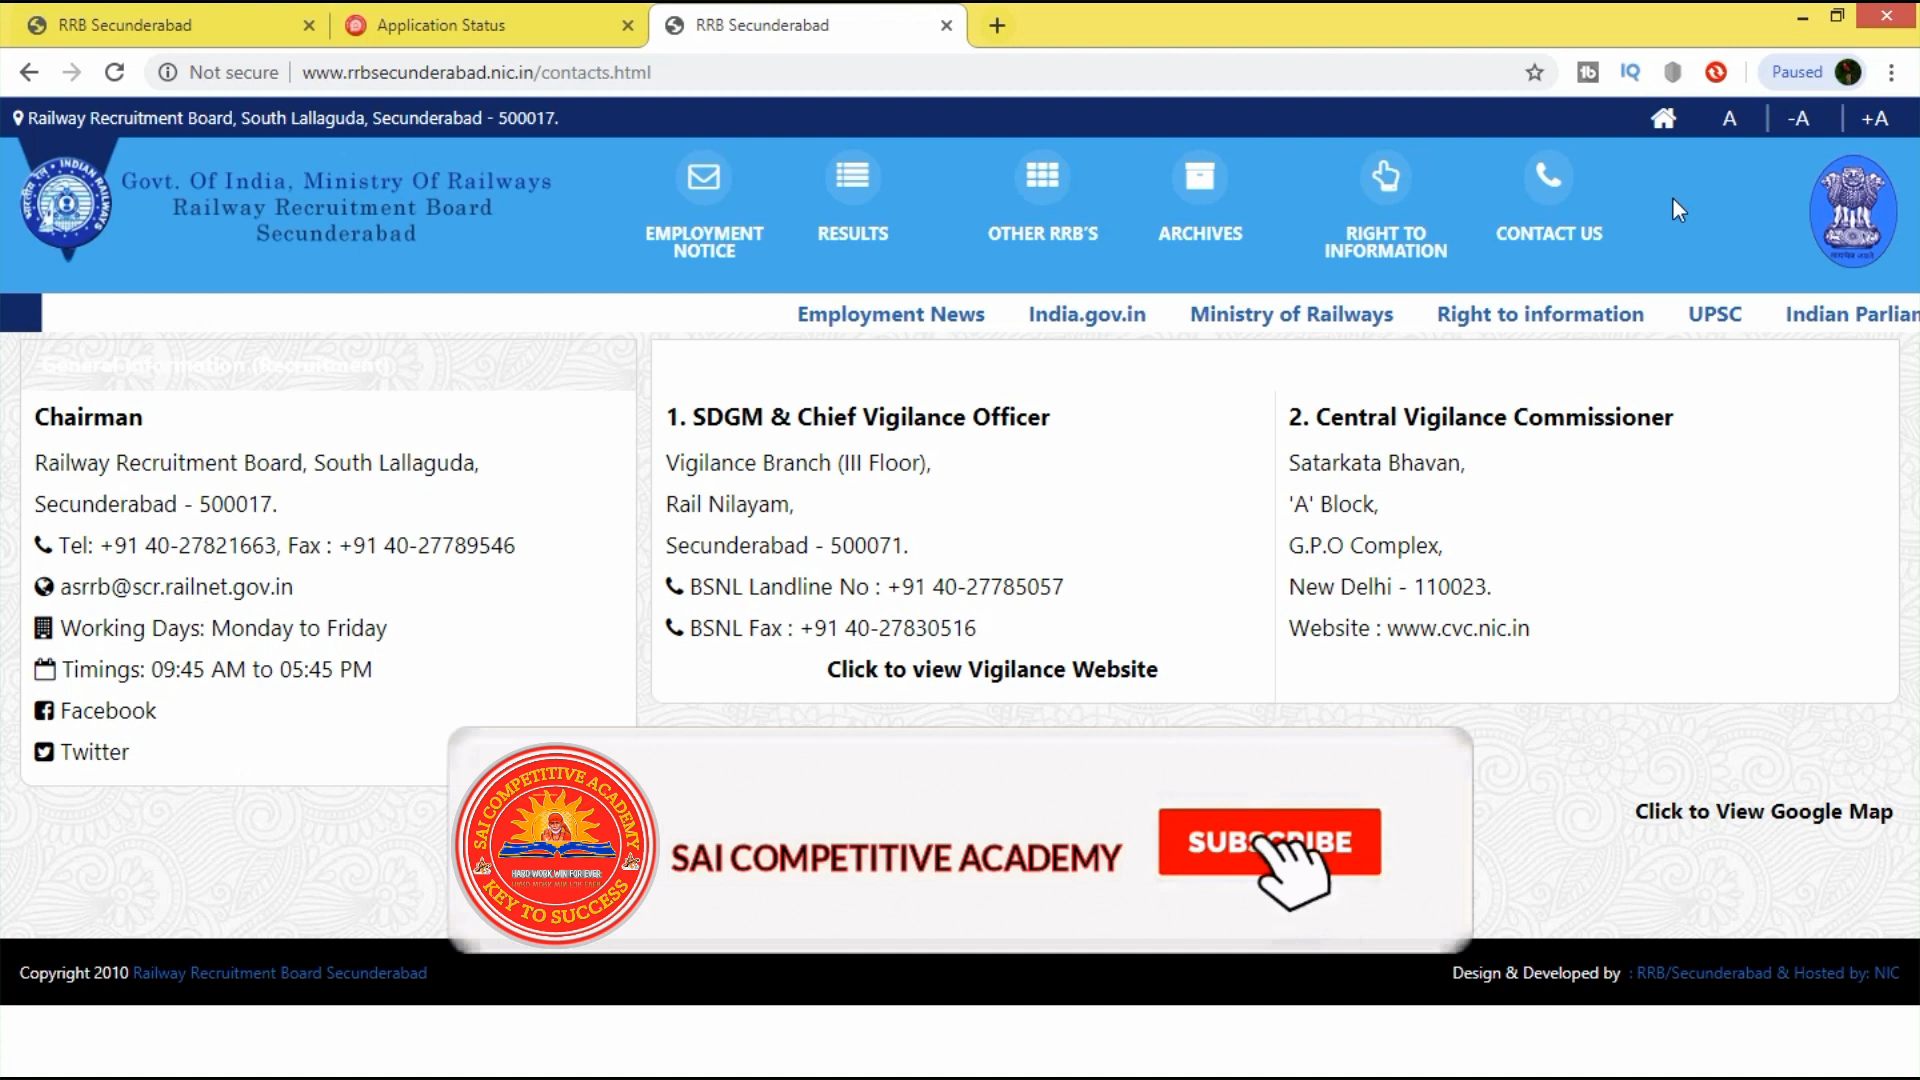 RRB Secunderabad
Application Status
RRB Secunderabad
Not secure
www.rrbsecunderabad.nic.in/contacts.html
Paused
Railway Recruitment Board, South Lallaguda, Secunderabad - 500017.
A
-A
+A
Govt. Of India, Ministry Of Railways
Railway Recruitment Board
Secunderabad
EMPLOYMENT
NOTICE
RESULTS
OTHER RRB'S
ARCHIVES
RIGHT TO
INFORMATION
CONTACT US
Employment News
India.gov.in
Ministry of Railways
Right to information
UPSC
Indian Parliam
General Information (Recruitment)
Chairman
Railway Recruitment Board, South Lallaguda,
Secunderabad - 500017.
Tel: +91 40-27821663, Fax : +91 40-27789546
asrrb@scr.railnet.gov.in
Working Days: Monday to Friday
Timings: 09:45 AM to 05:45 PM
Facebook
Twitter
1. SDGM & Chief Vigilance Officer
Vigilance Branch (III Floor),
Rail Nilayam,
Secunderabad - 500071.
BSNL Landline No : +91 40-27785057
BSNL Fax : +91 40-27830516
Click to view Vigilance Website
2. Central Vigilance Commissioner
Satarkata Bhavan,
'A' Block,
G.P.O Complex,
New Delhi - 110023.
Website : www.cvc.nic.in
Click to View Google Map
SAI COMPETITIVE ACADEMY
HARD WORK WIN FOR EVER
KEY TO SUCCESS
SAI COMPETITIVE ACADEMY
SUBSCRIBE
Copyright 2010 Railway Recruitment Board Secunderabad
Design & Developed by : RRB/Secunderabad & Hosted by: NIC